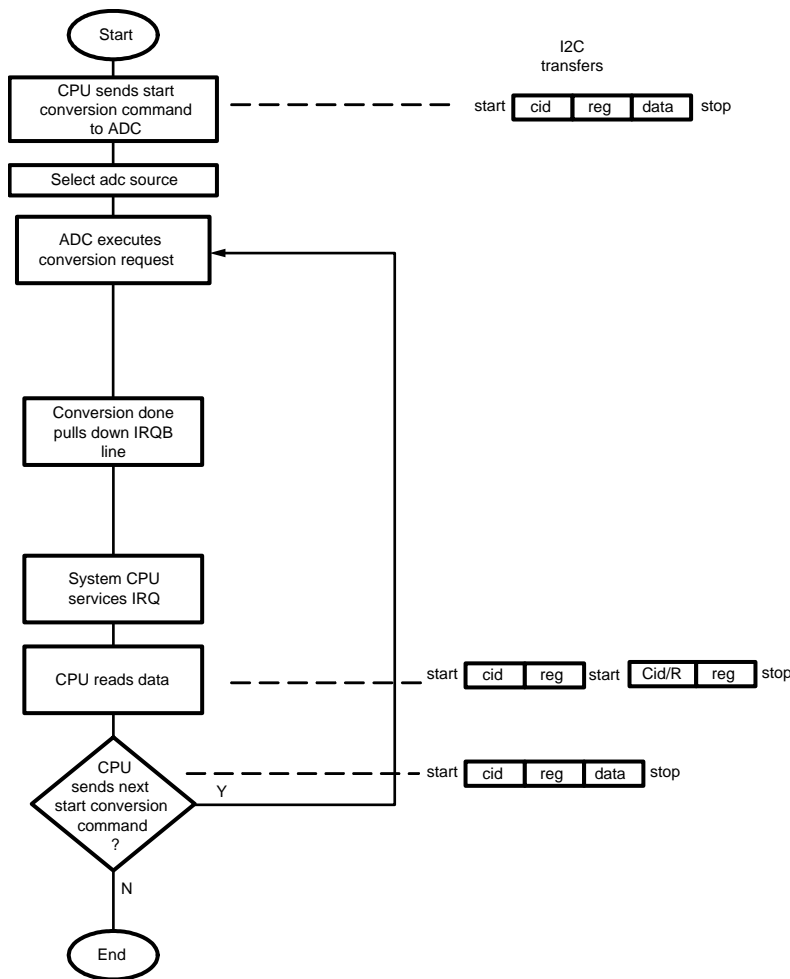 Start
I2C
transfers
CPU sends start
conversion command
to ADC
start cid reg data stop
Select adc source
ADC executes
conversion request
Conversion done
pulls down IRQB
line
System CPU
services IRQ
CPU reads data
start cid reg start Cid/R reg stop
CPU
sends next
start conversion
command
?
start cid reg data stop
Y
N
End